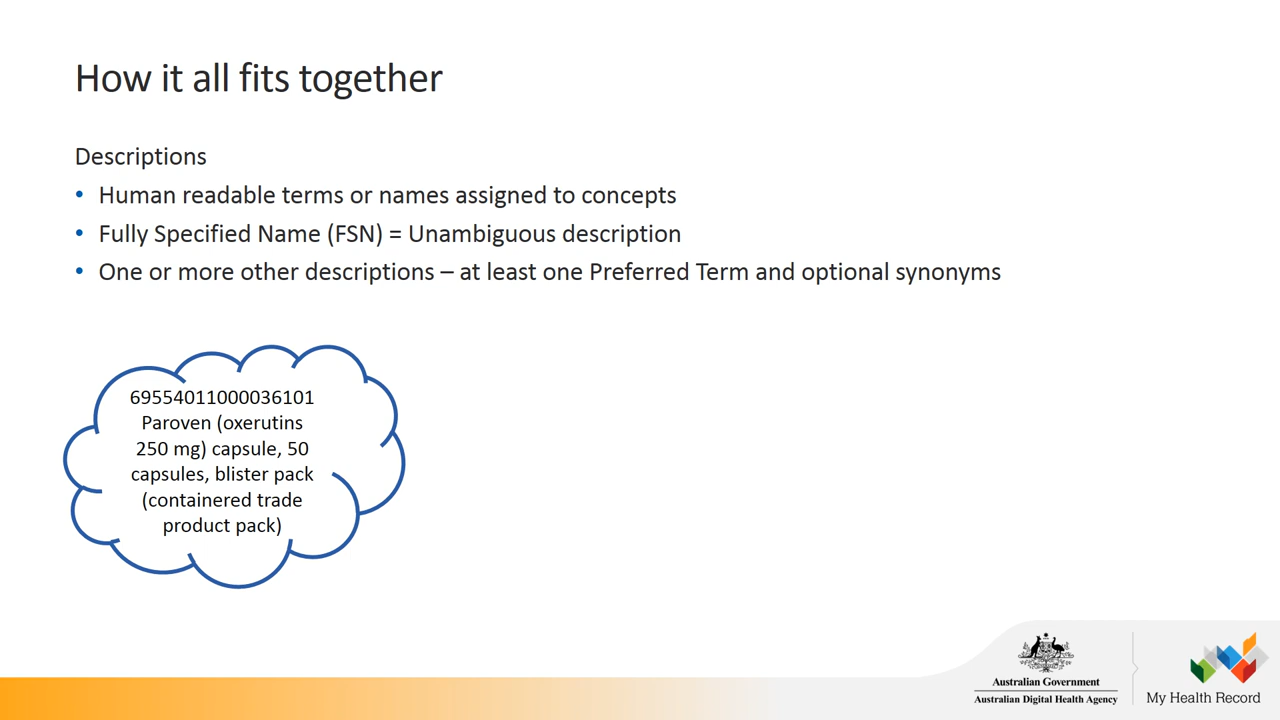 How it all fits together
Descriptions
• Human readable terms or names assigned to concepts
• Fully Specified Name (FSN) = Unambiguous description
• One or more other descriptions – at least one Preferred Term and optional synonyms
69554011000036101
Paroven (oxerutins
250 mg) capsule, 50
capsules, blister pack
(containered trade
product pack)
Australian Government
Australian Digital Health Agency
My Health Record